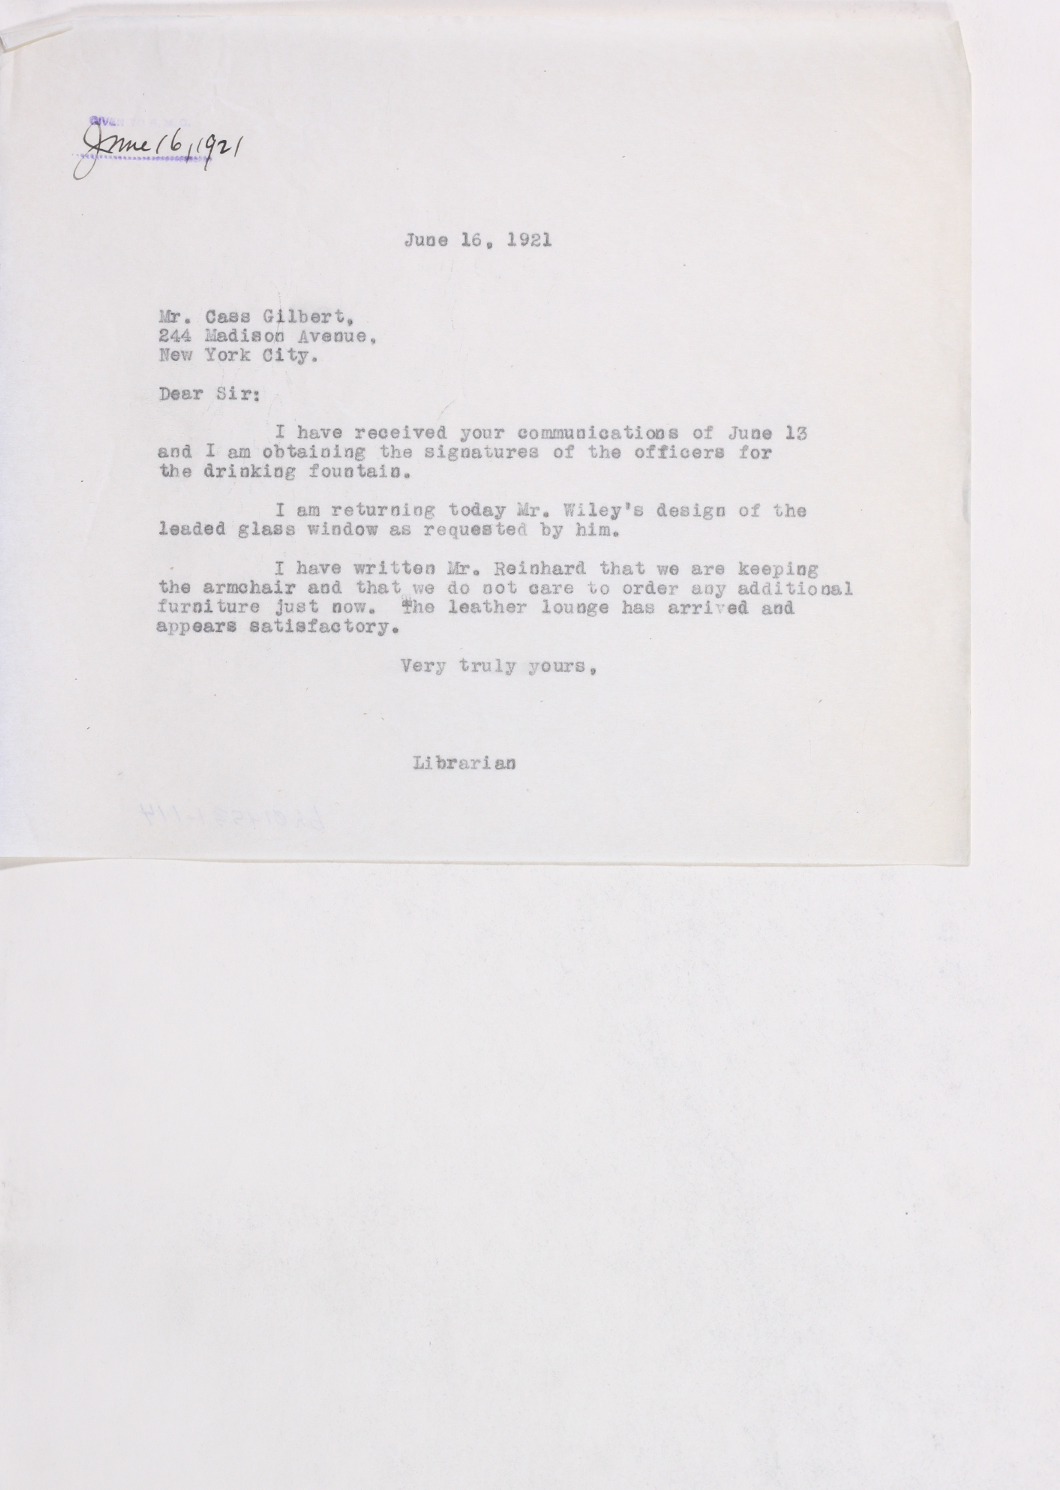 June 16, 1921
June 16, 1921
Mr. Cass Gilbert,
244 Madison Avenue,
New York City.
Dear Sir:
I have received your communications of June 13
and I am obtaining the signatures of the officers for
the drinking fountain.
I am returning today Mr. Wiley's design of the
leaded glass window as requested by him.
I have written Mr. Reinhard that we are keeping
the armchair and that we do not care to order any additional
furniture just now. The leather lounge has arrived and
appears satisfactory.
Very truly yours,
Librarian